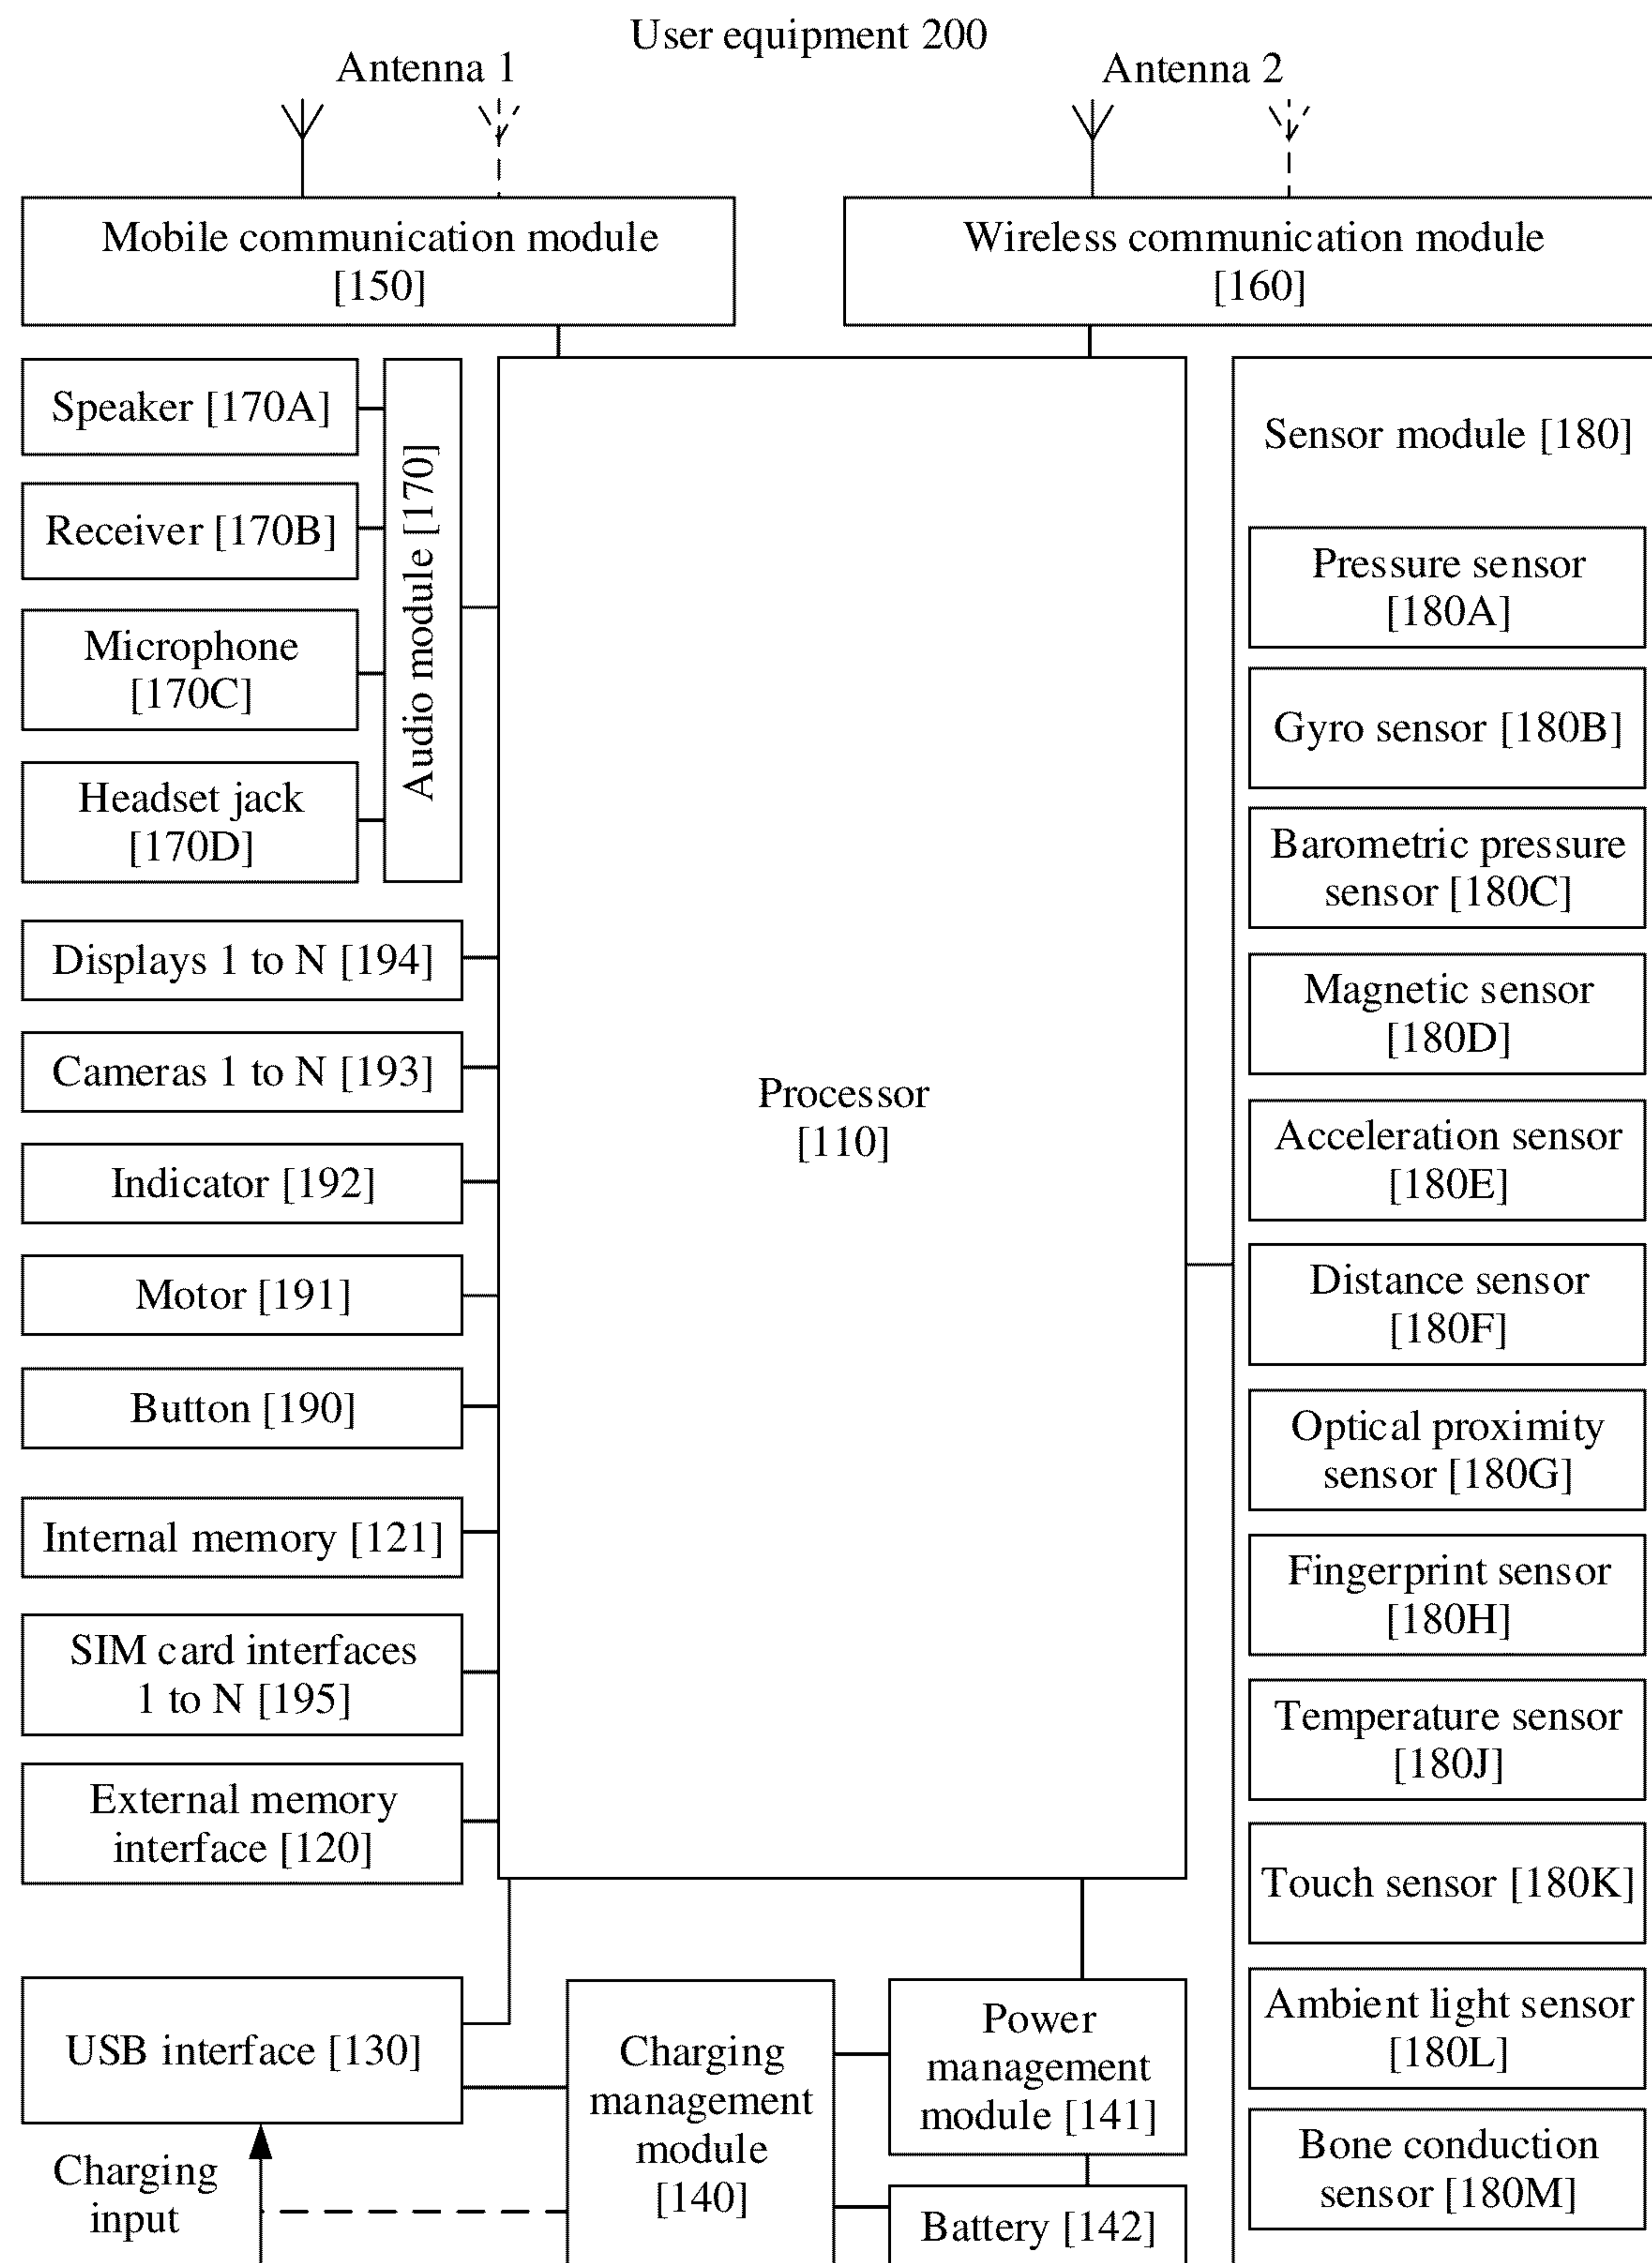 User equipment 200
Antenna 1
Antenna 2
Mobile communication module
[150]
Wireless communication module
[160]
Speaker [170A]
Receiver [170B]
Microphone
[170C]
Headset jack
[170D]
Audio module [170]
Displays 1 to N [194]
Cameras 1 to N [193]
Indicator [192]
Motor [191]
Button [190]
Internal memory [121]
SIM card interfaces
1 to N [195]
External memory
interface [120]
Processor
[110]
Sensor module [180]
Pressure sensor
[180A]
Gyro sensor [180B]
Barometric pressure
sensor [180C]
Magnetic sensor
[180D]
Acceleration sensor
[180E]
Distance sensor
[180F]
Optical proximity
sensor [180G]
Fingerprint sensor
[180H]
Temperature sensor
[180J]
Touch sensor [180K]
Ambient light sensor
[180L]
Bone conduction
sensor [180M]
USB interface [130]
Charging
input
Charging
management
module
[140]
Power
management
module [141]
Battery [142]